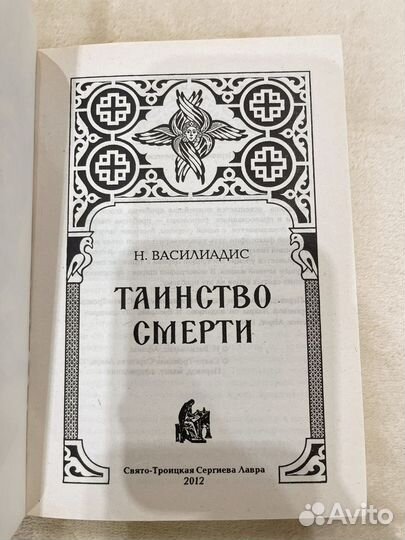 Н. ВАСИЛИАДИС
ТАИНСТВО
СМЕРТИ
Свято-Троицкая Сергиева Лавра
2012
Avito